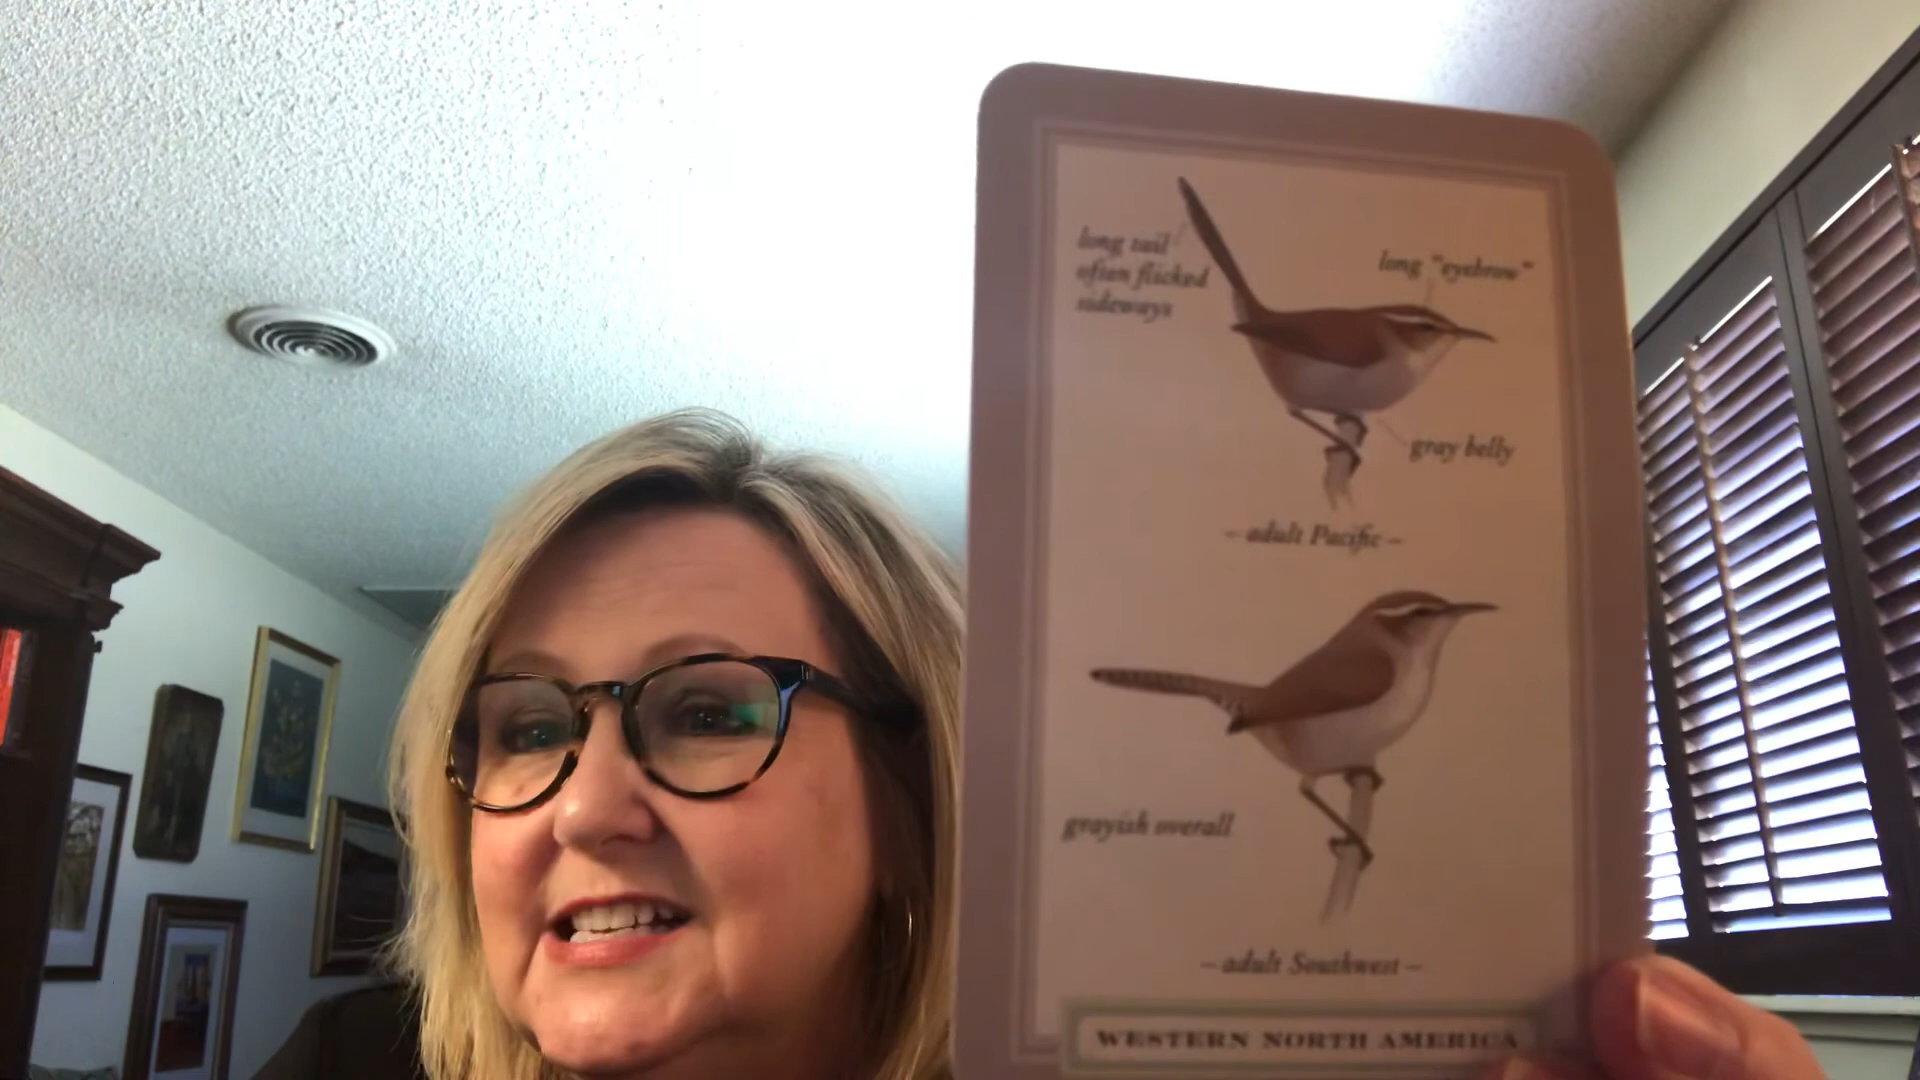 long tail
often flicked
sideways
long "eyebrow"
gray belly
– adult Pacific –
grayish overall
– adult Southwest –
WESTERN NORTH AMERICA